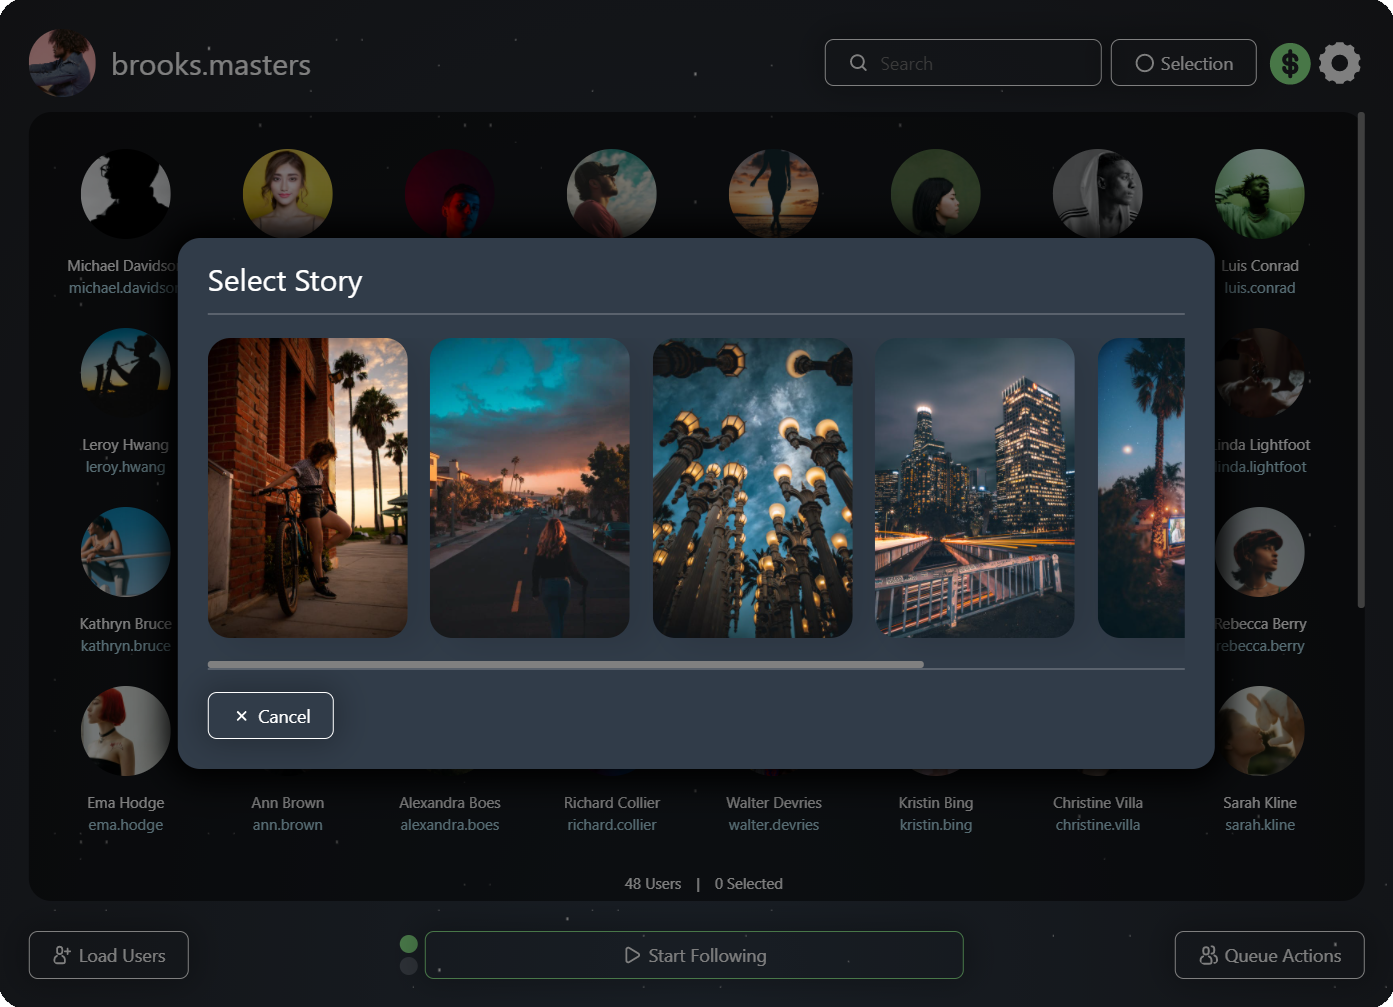 brooks.masters
Search
Selection
Michael Davidso
michael.davidso
Luis Conrad
luis.conrad
Select Story
Leroy Hwang
leroy.hwang
inda Lightfoot
linda.lightfoot
Kathryn Bruce
kathryn.bruce
Rebecca Berry
rebecca.berry
Cancel
Ema Hodge
Ann Brown
Alexandra Boes
Richard Collier
Walter Devries
Kristin Bing
Christine Villa
Sarah Kline
ema.hodge
ann.brown
alexandra.boes
richard.collier
walter.devries
kristin.bing
christine.villa
sarah.kline
48 Users | 0 Selected
Load Users
Start Following
Queue Actions